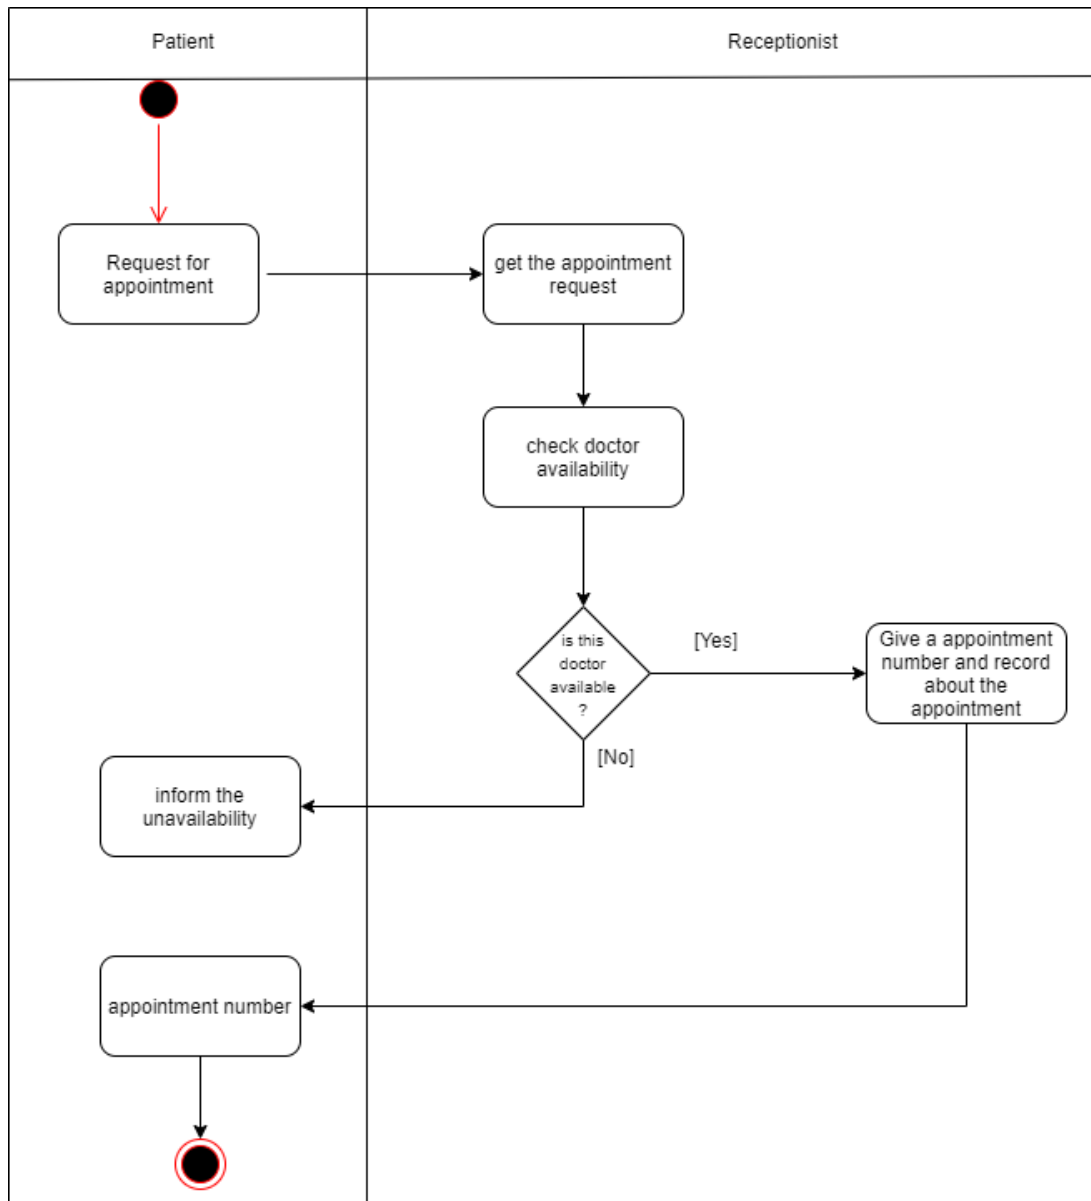 Patient
Receptionist
Request for
appointment
get the appointment
request
check doctor
availability
is this
doctor
available
?
[Yes]
Give a appointment
number and record
about the
appointment
[No]
inform the
unavailability
appointment number